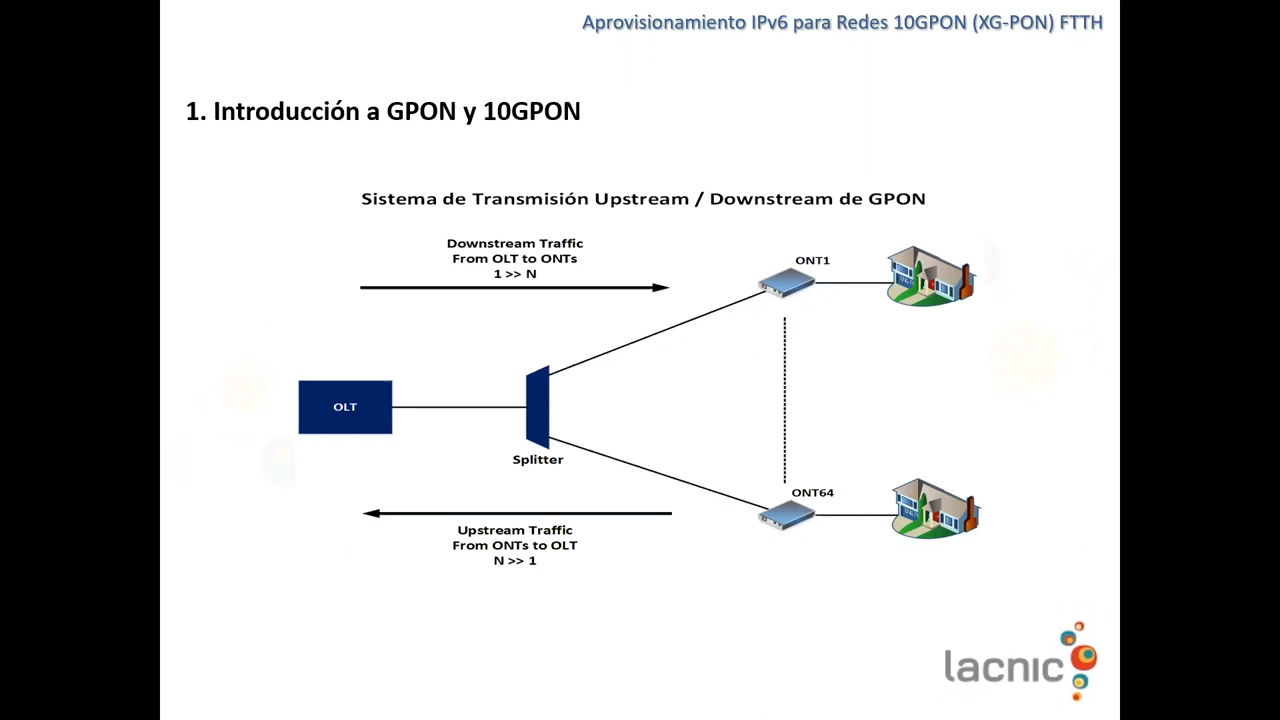 Aprovisionamiento IPv6 para Redes 10GPON (XG-PON) FTTH
1. Introducción a GPON y 10GPON
Sistema de Transmisión Upstream / Downstream de GPON
Downstream Traffic
From OLT to ONTs
1 >> N
ONT1
OLT
Splitter
ONT64
Upstream Traffic
From ONTs to OLT
N >> 1
lacnic